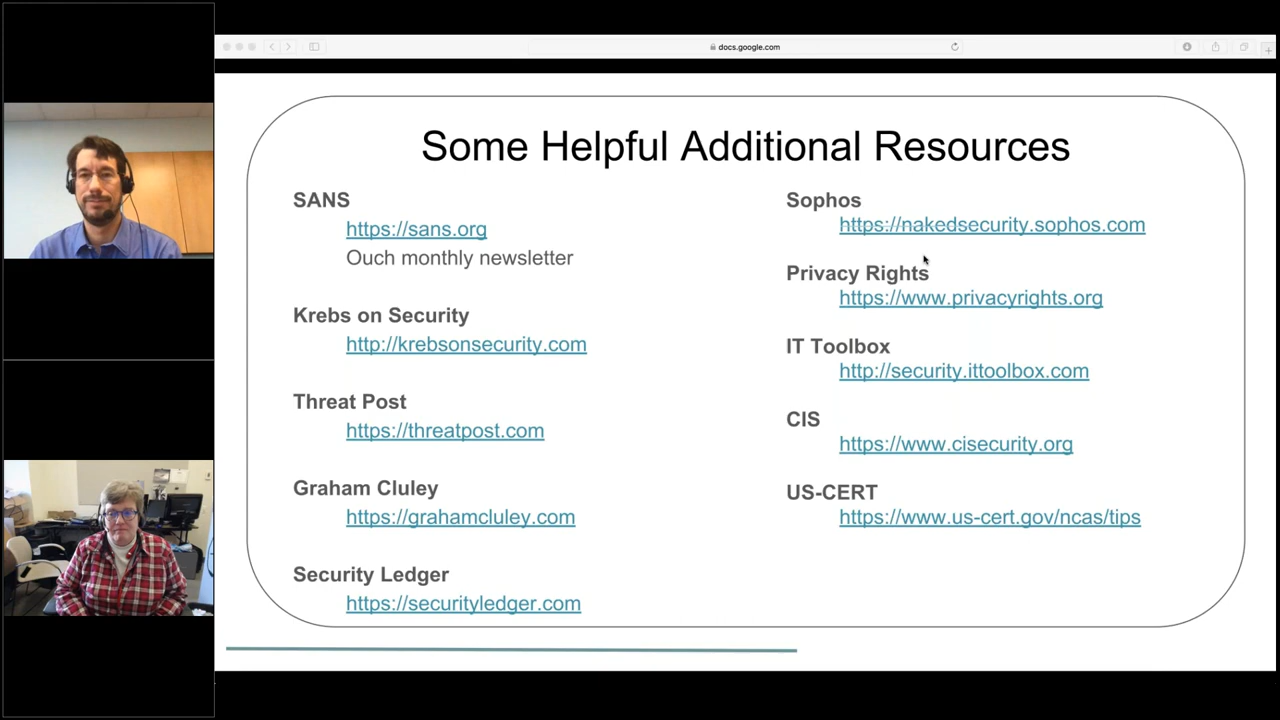 docs.google.com
Some Helpful Additional Resources
SANS
https://sans.org
Ouch monthly newsletter
Krebs on Security
http://krebsonsecurity.com
Threat Post
https://threatpost.com
Graham Cluley
https://grahamcluley.com
Security Ledger
https://securityledger.com
Sophos
https://nakedsecurity.sophos.com
Privacy Rights
https://www.privacyrights.org
IT Toolbox
http://security.ittoolbox.com
CIS
https://www.cisecurity.org
US-CERT
https://www.us-cert.gov/ncas/tips